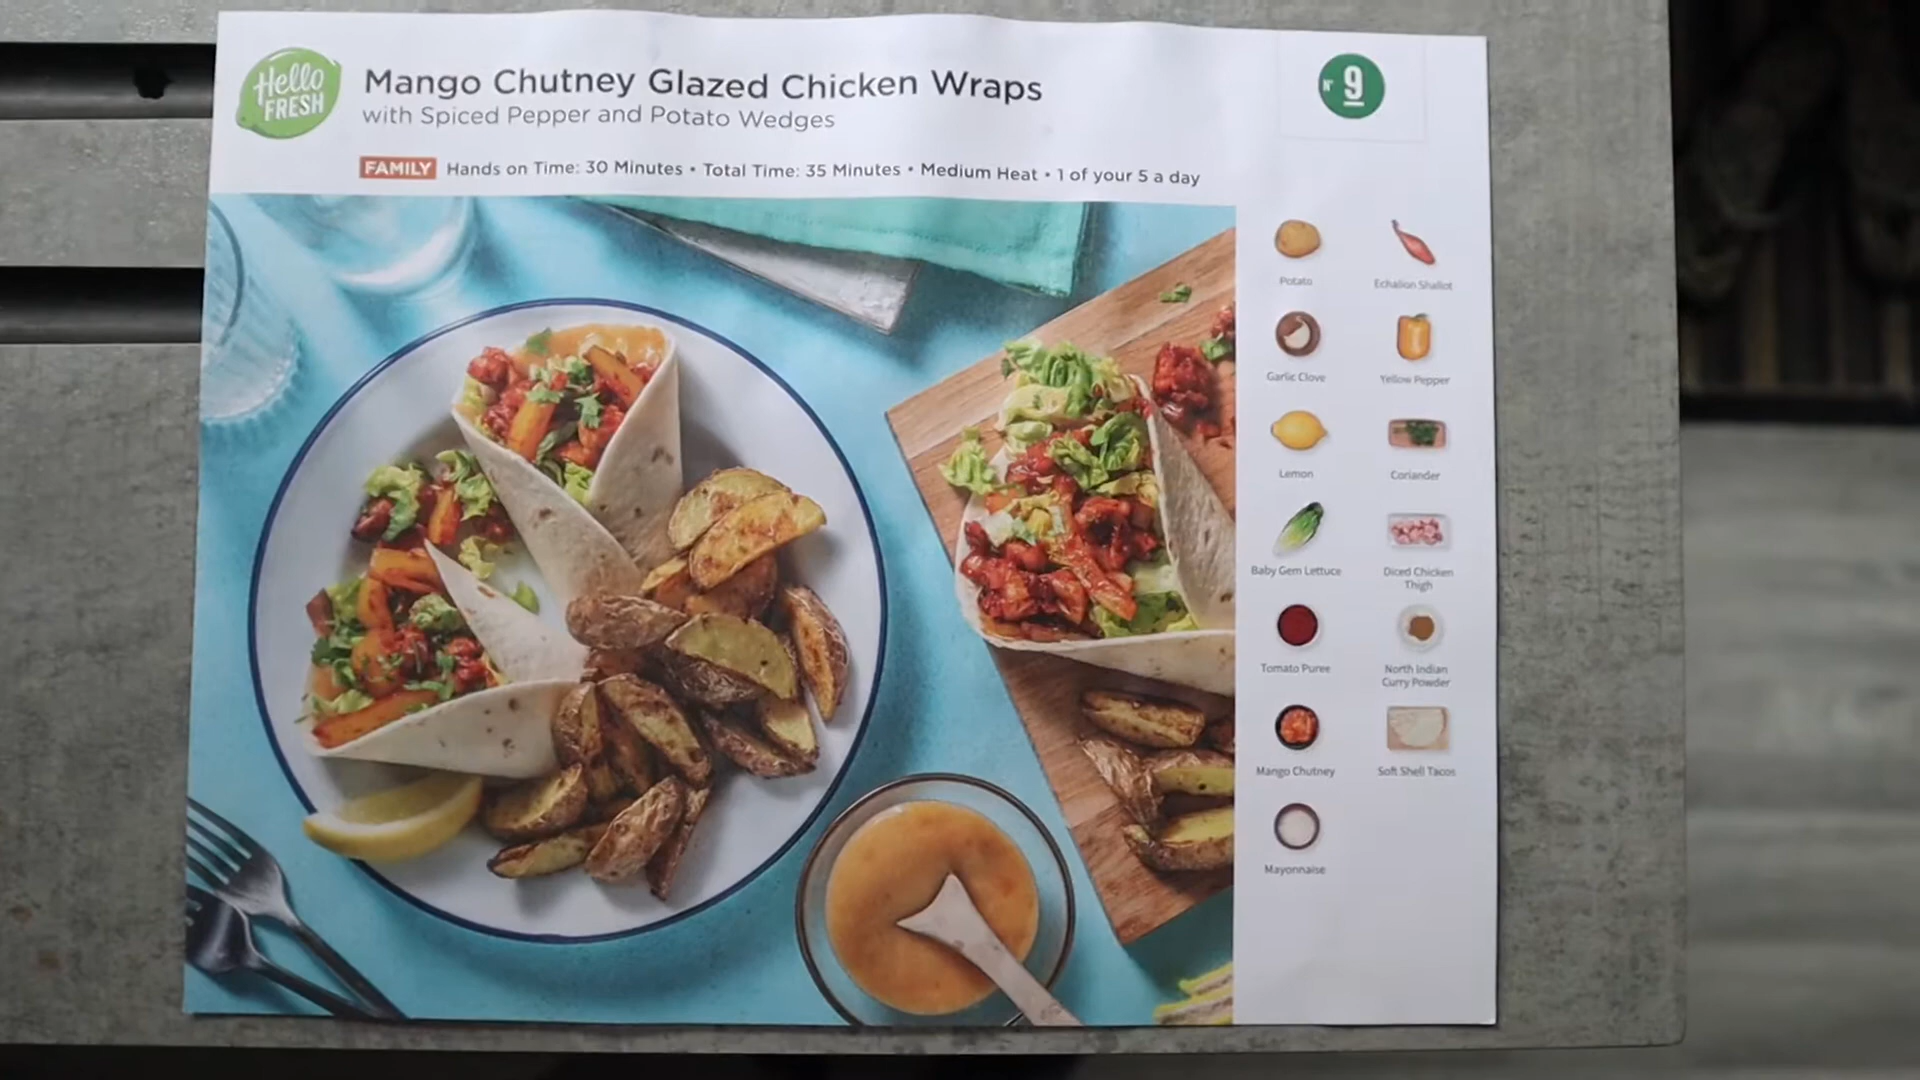 Hello
FRESH
Mango Chutney Glazed Chicken Wraps
with Spiced Pepper and Potato Wedges
FAMILY Hands on Time: 30 Minutes • Total Time: 35 Minutes • Medium Heat • 1 of your 5 a day
N° 9
Potato
Echalion Shallot
Garlic Clove
Yellow Pepper
Lemon
Coriander
Baby Gem Lettuce
Diced Chicken
Thigh
Tomato Puree
North Indian
Curry Powder
Mango Chutney
Soft Shell Tacos
Mayonnaise